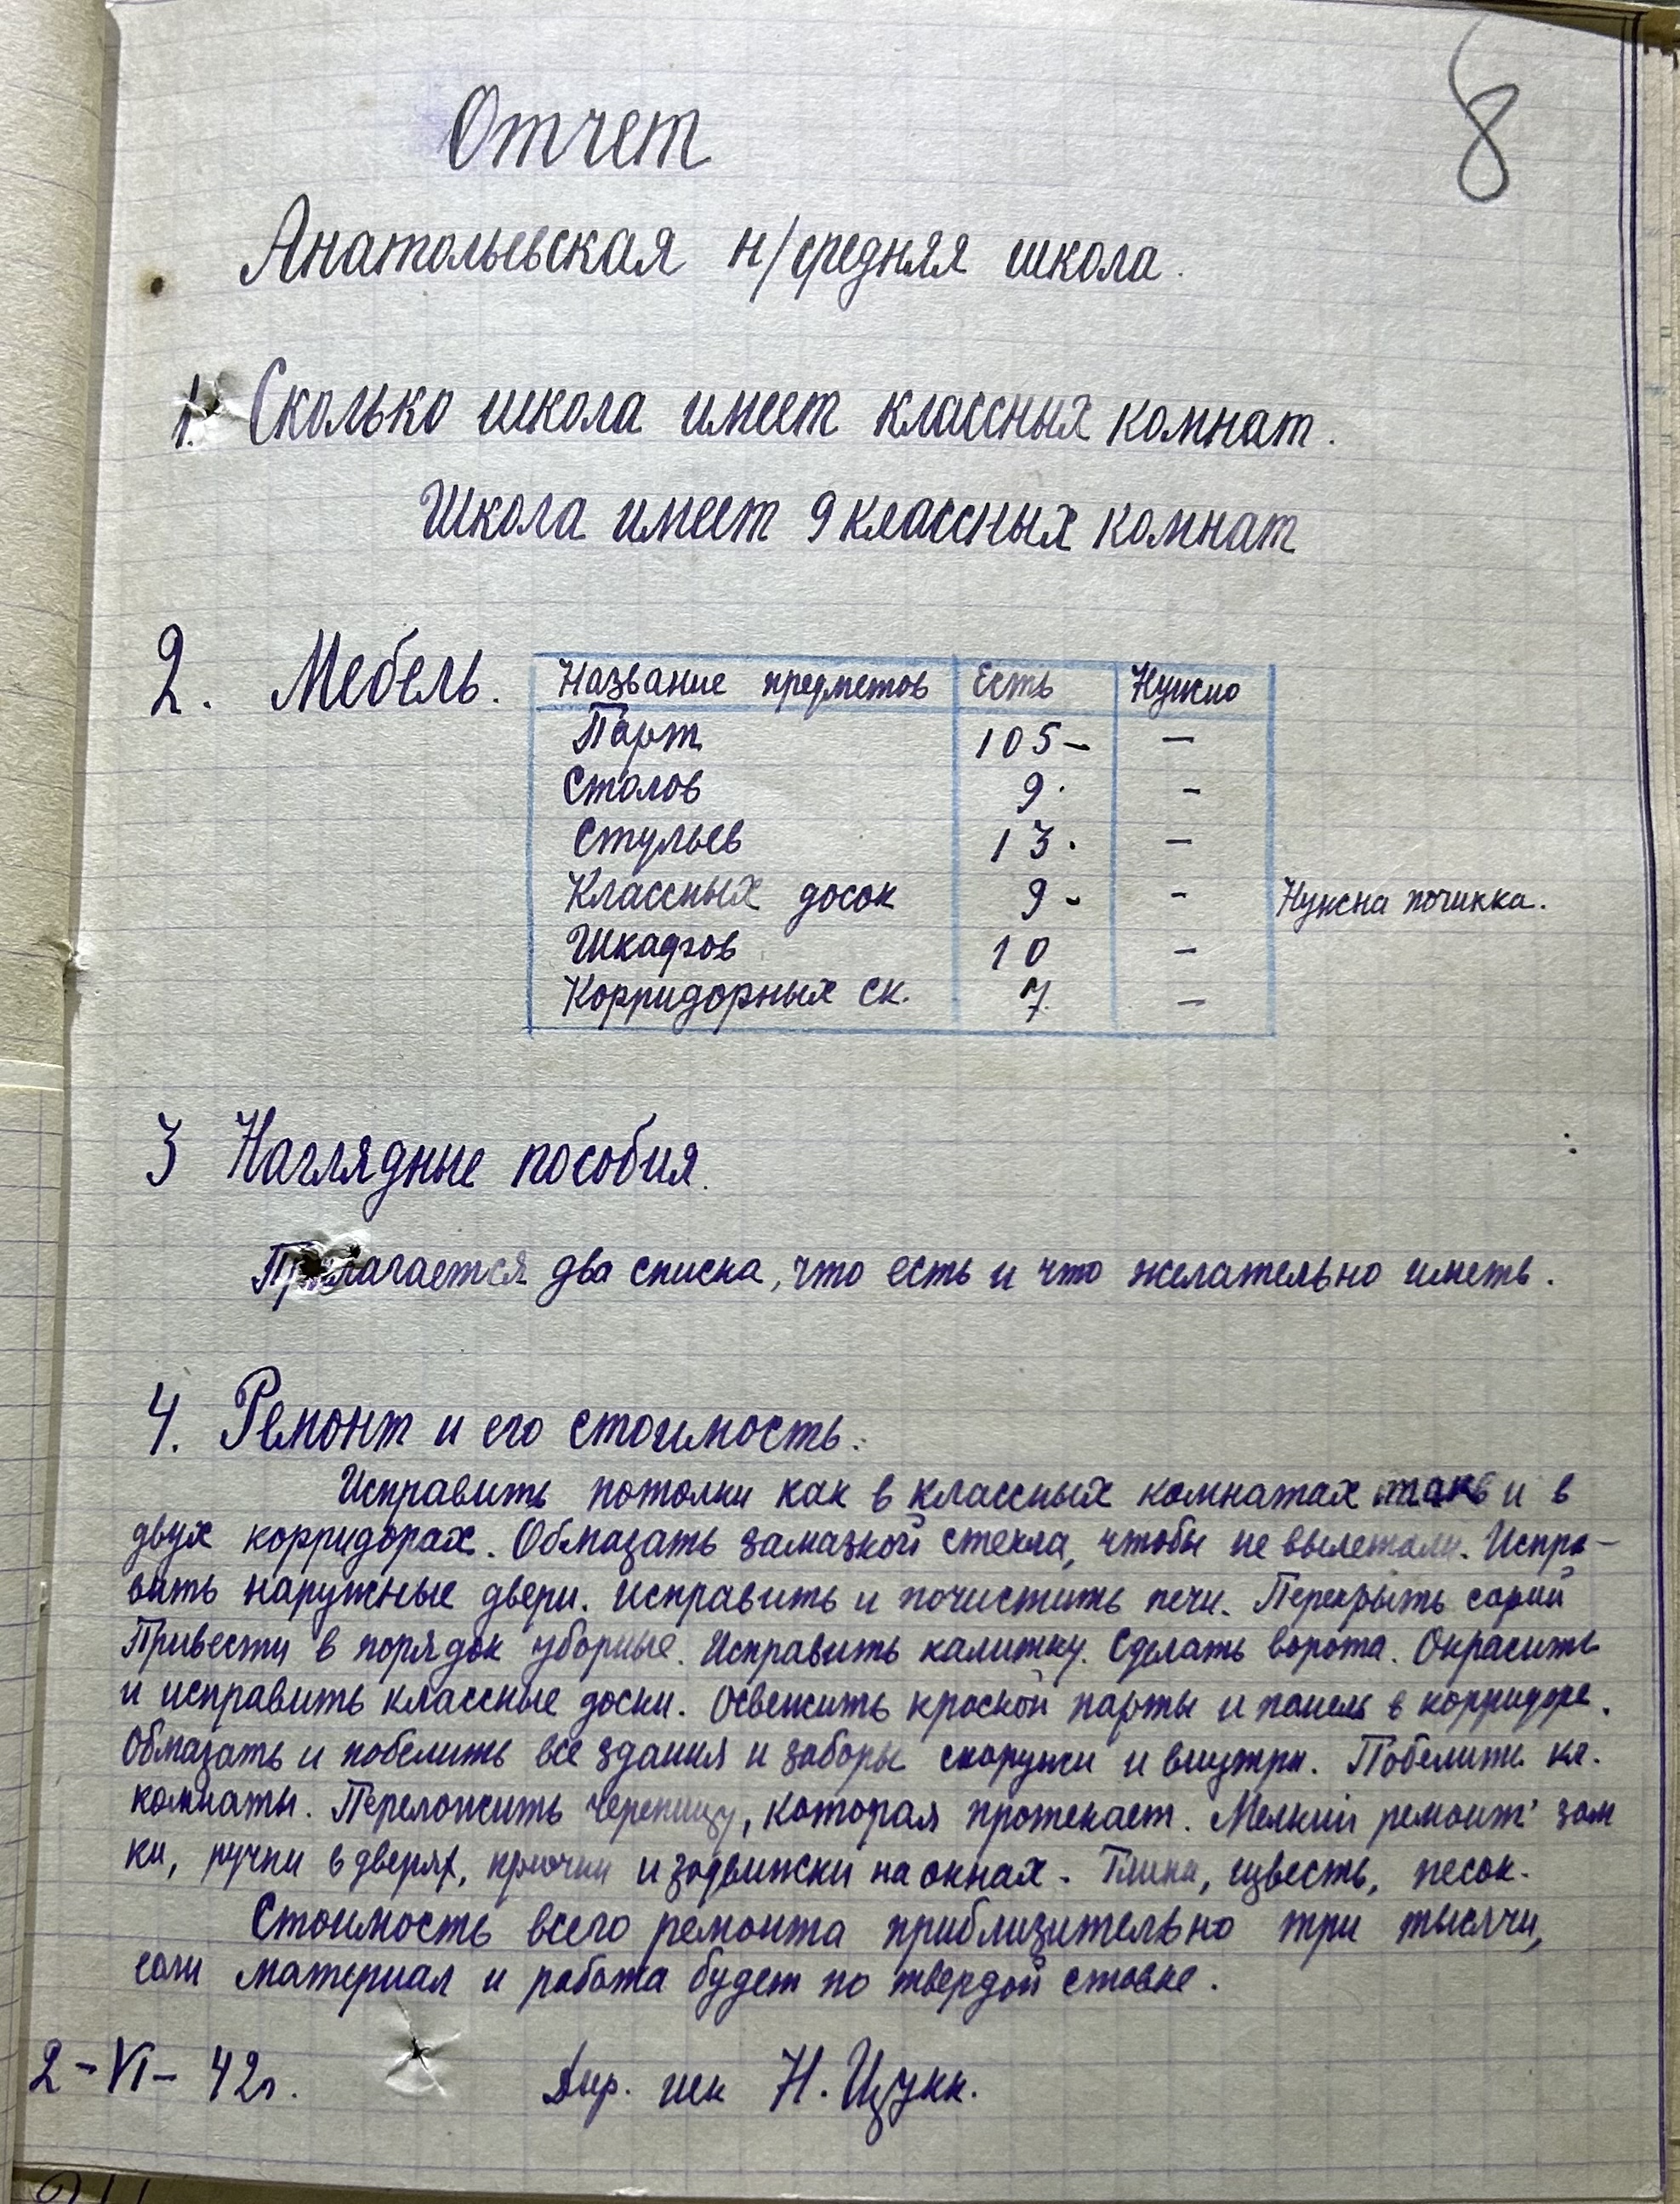 8
Отчет
Анатольевская н/средняя школа.
1. Сколько школа имеет классных комнат.
Школа имеет 9 классных комнат
2. Мебель.
Название предметов Есть Нужно
Парт 105 – –
Столов 9. –
Стульев 13. –
Классных досок 9 – – Нужна починка.
Шкафов 10 –
Корридорных ск. 7. –
3 Наглядные пособия.
Прилагается два списка, что есть и что желательно иметь.
4. Ремонт и его стоимость.
Исправить потолки как в классных комнатах так и в
двух корридорах. Обмазать замазкой стекла, чтобы не вылетали. Испра-
вить наружные двери. Исправить и почистить печи. Перекрыть сарай
Привести в порядок уборные. Исправить калитку. Сделать ворота. Окрасить
и исправить классные доски. Освежить краской парты и панель в корридоре.
Обмазать и побелить все здания и заборы снаружи и внутри. Побелить кл.
комнаты. Переложить черепицу, которая протекает. Мелкий ремонт: зам
ки, ручки в дверях, крючки и задвижки на окнах. Глина, известь, песок.
Стоимость всего ремонта приблизительно три тысячи,
если материал и работа будет по твердой ставке.
2-VI-42г. Дир. шк Н. Цукк.